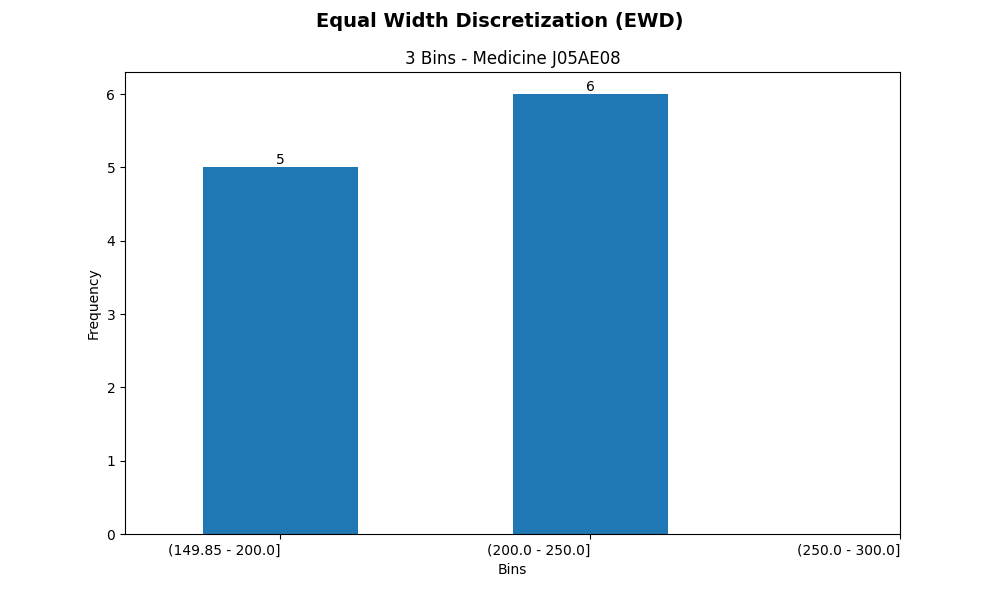 Equal Width Discretization (EWD)
3 Bins - Medicine J05AE08
6
6
5
5
4
3
2
1
0
Frequency
(149.85 - 200.0]
(200.0 - 250.0]
(250.0 - 300.0]
Bins